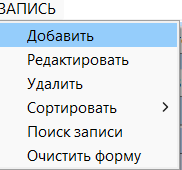 ЗАПИСЬ
Добавить
Редактировать
Удалить
Сортировать
Поиск записи
Очистить форму